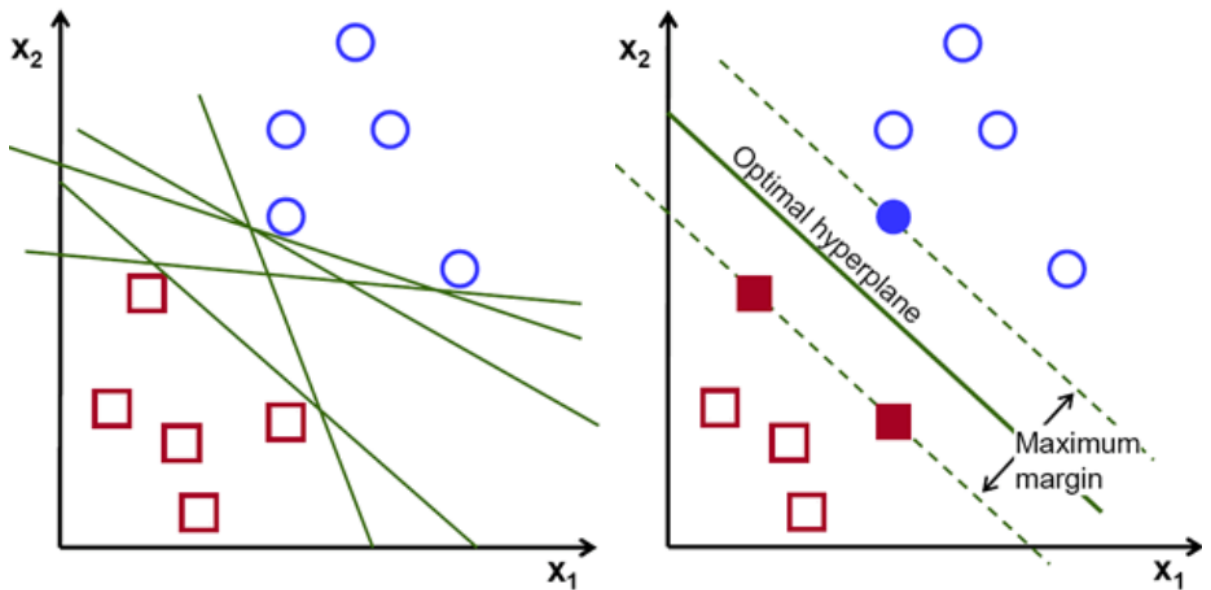 x₂
x₁
x₂
Optimal hyperplane
Maximum
margin
x₁